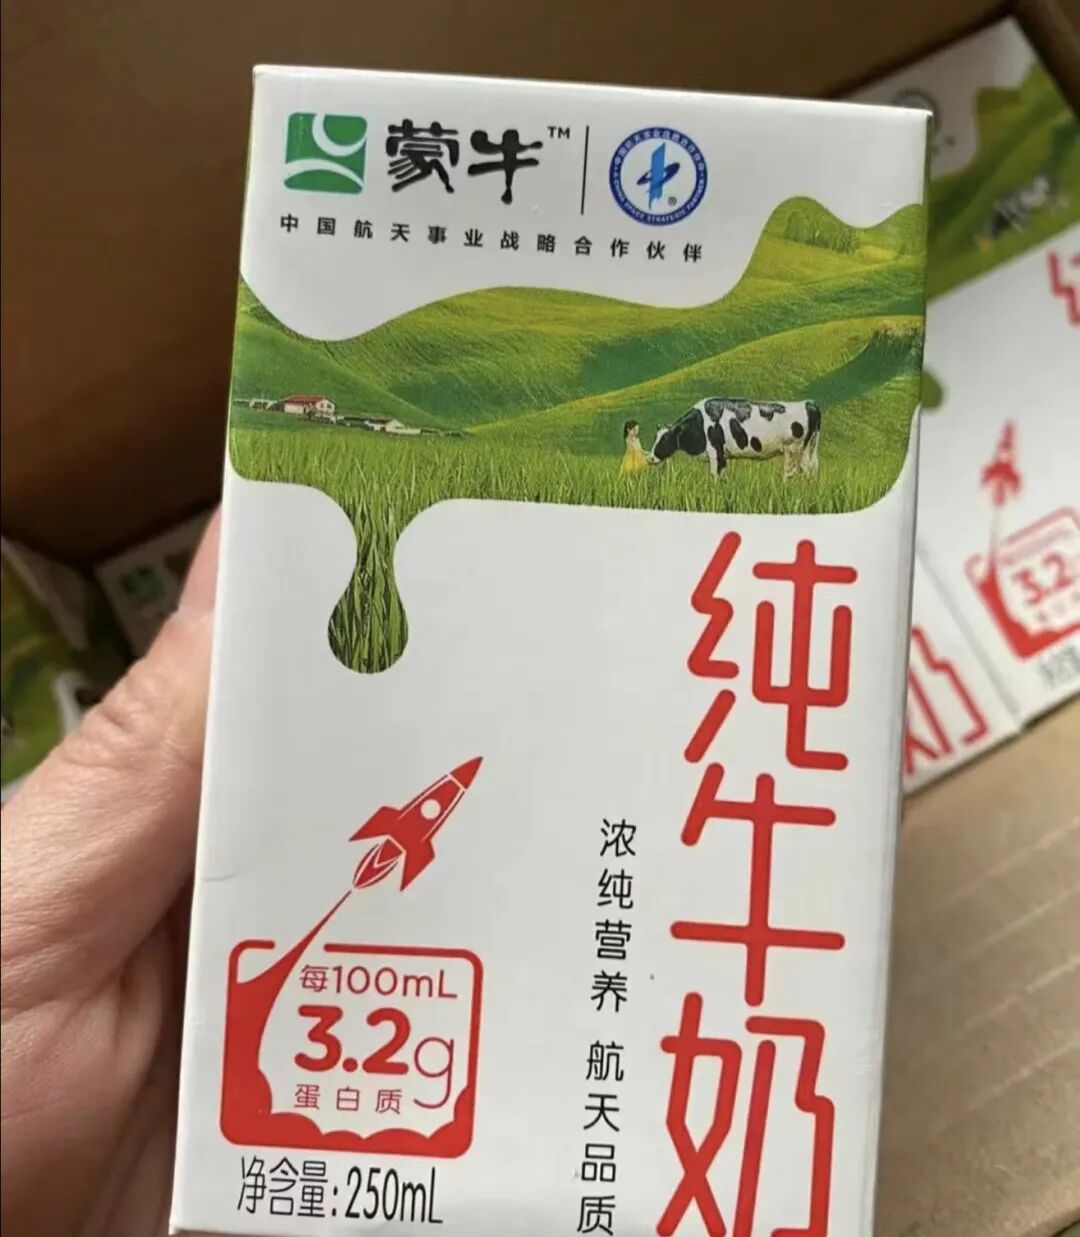 蒙牛™
中国航天事业战略合作伙伴
纯牛奶
浓纯营养 航天品质
每100mL
3.2g
蛋白质
净含量:250mL
3.2